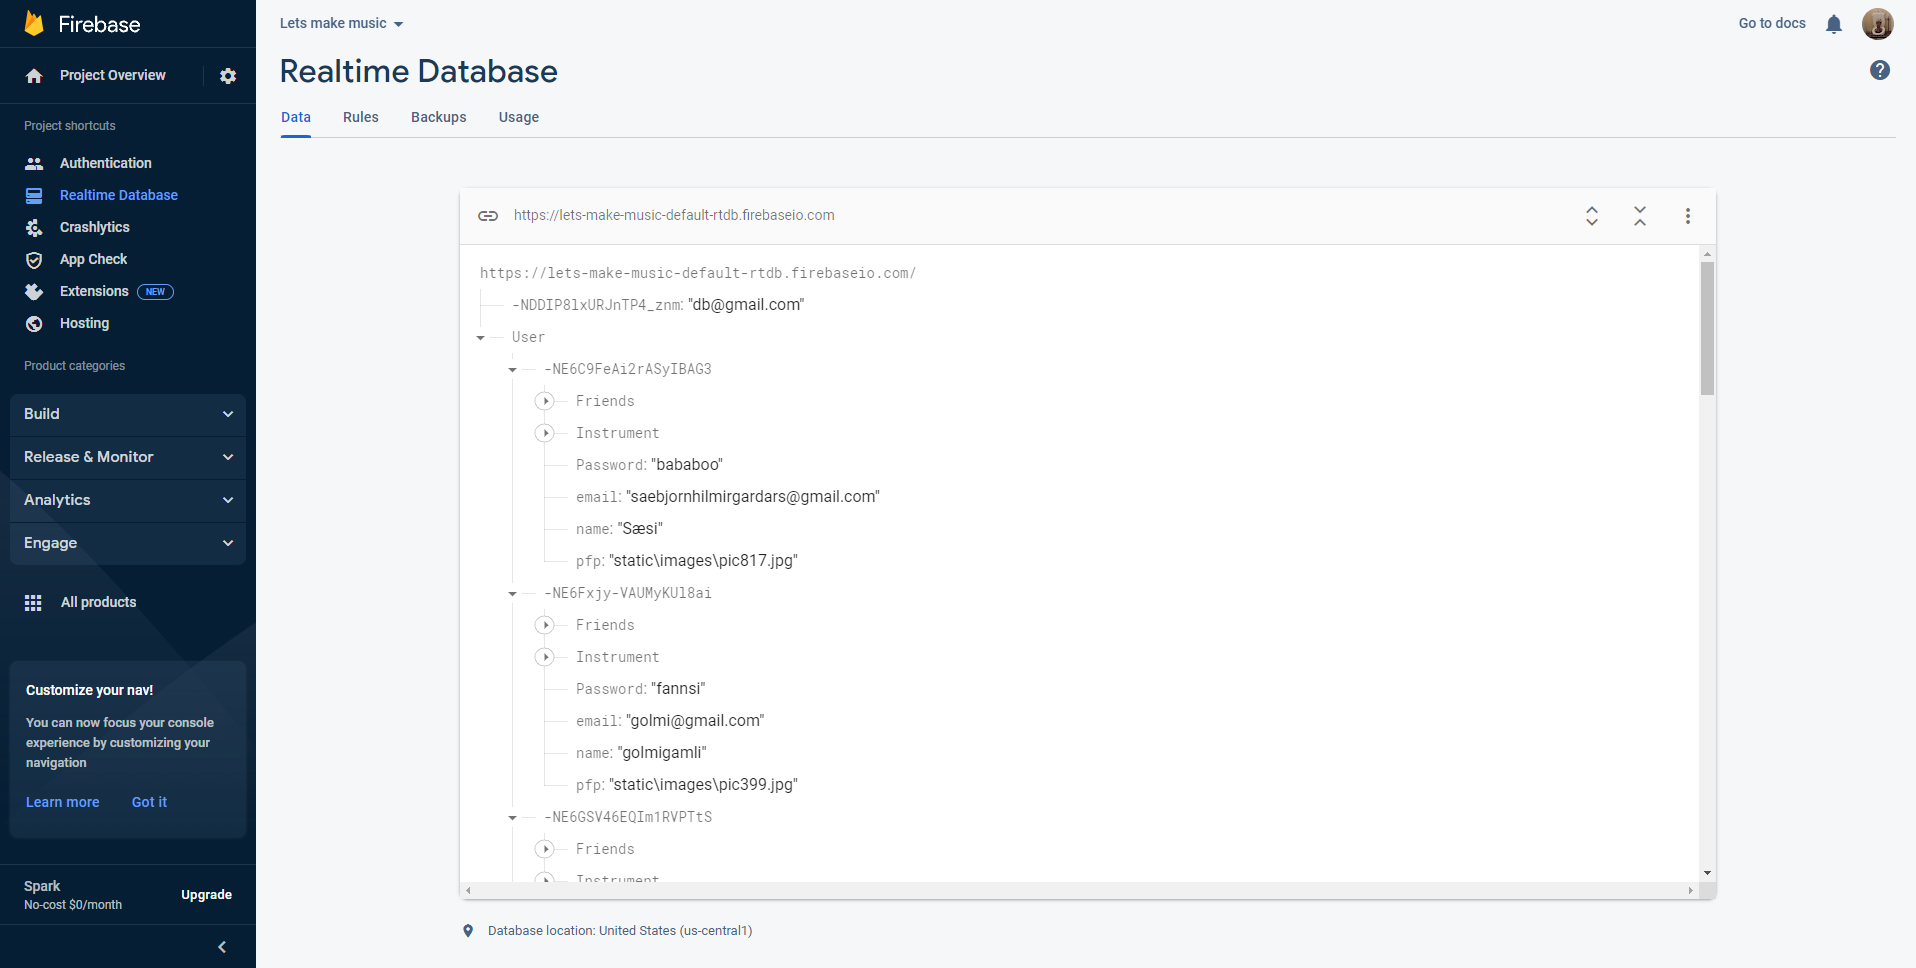 Firebase
Project Overview
Project shortcuts
Authentication
Realtime Database
Crashlytics
App Check
Extensions NEW
Hosting
Product categories
Build
Release & Monitor
Analytics
Engage
All products
Customize your nav!
You can now focus your console
experience by customizing your
navigation
Learn more Got it
Spark
No-cost $0/month
Upgrade
Lets make music
Go to docs
Realtime Database
Data Rules Backups Usage
https://lets-make-music-default-rtdb.firebaseio.com
https://lets-make-music-default-rtdb.firebaseio.com/
-NDDIP8lxURJnTP4_znm: "db@gmail.com"
User
-NE6C9FeAi2rASyIBAG3
Friends
Instrument
Password: "bababoo"
email: "saebjornhilmirgardars@gmail.com"
name: "Sæsi"
pfp: "static\images\pic817.jpg"
-NE6Fxjy-VAUMyKUl8ai
Friends
Instrument
Password: "fannsi"
email: "golmi@gmail.com"
name: "golmigamli"
pfp: "static\images\pic399.jpg"
-NE6GSV46EQIm1RVPTtS
Friends
Instrument
Database location: United States (us-central1)